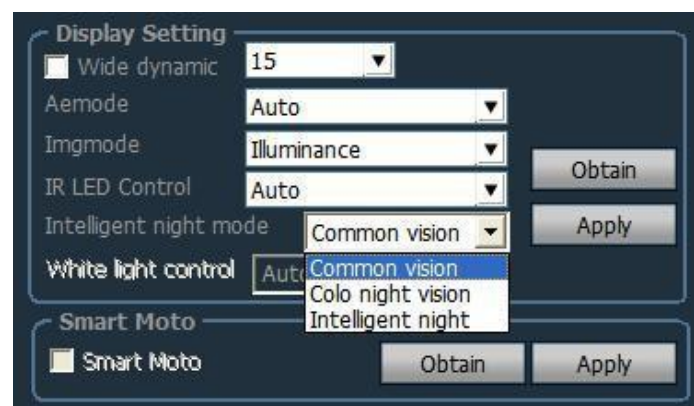 Display Setting
Wide dynamic 15
Aemode Auto
Imgmode Illuminance
Obtain
IR LED Control Auto
Intelligent night mode Common vision Apply
White light control Common vision
Colo night vision
Intelligent night
Smart Moto
Smart Moto Obtain Apply